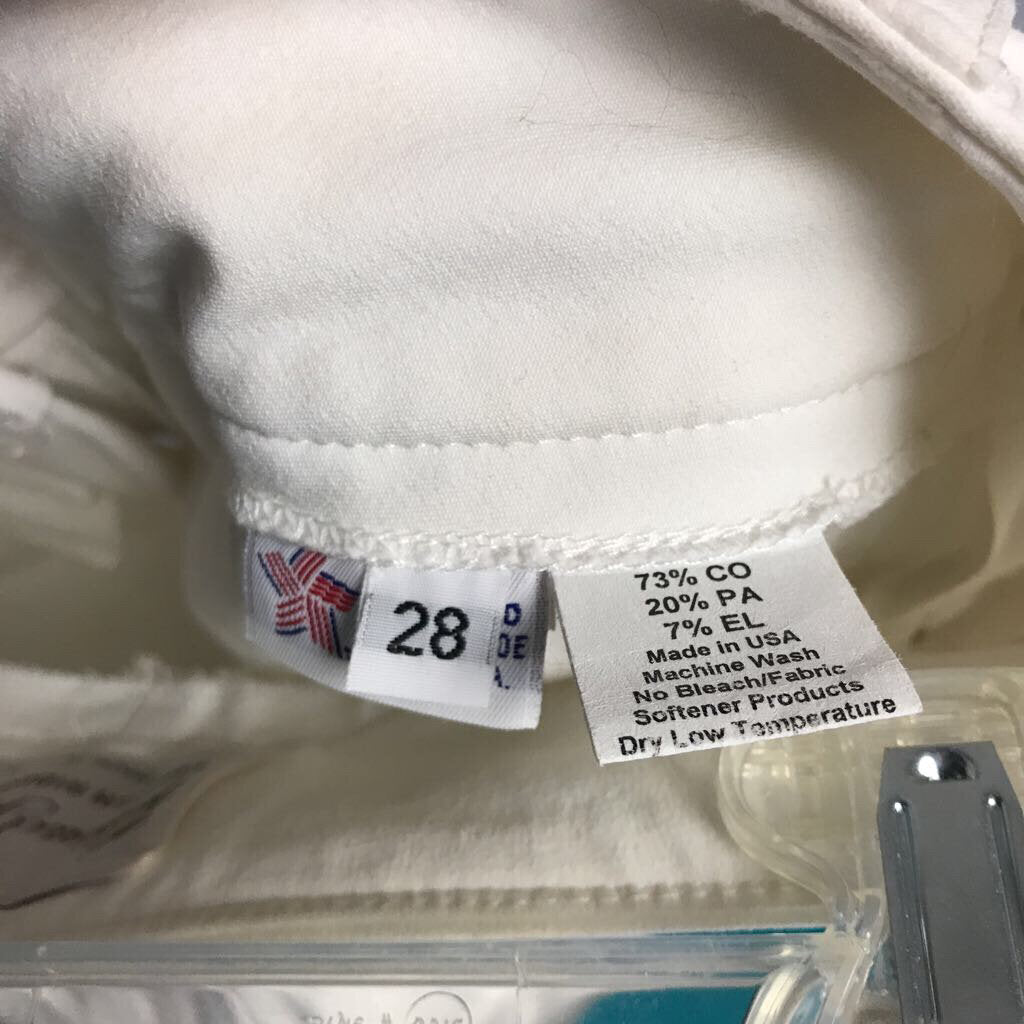 28
D
DE
A.
73% CO
20% PA
7% EL
Made in USA
Machine Wash
No Bleach/Fabric
Softener Products
Dry Low Temperature